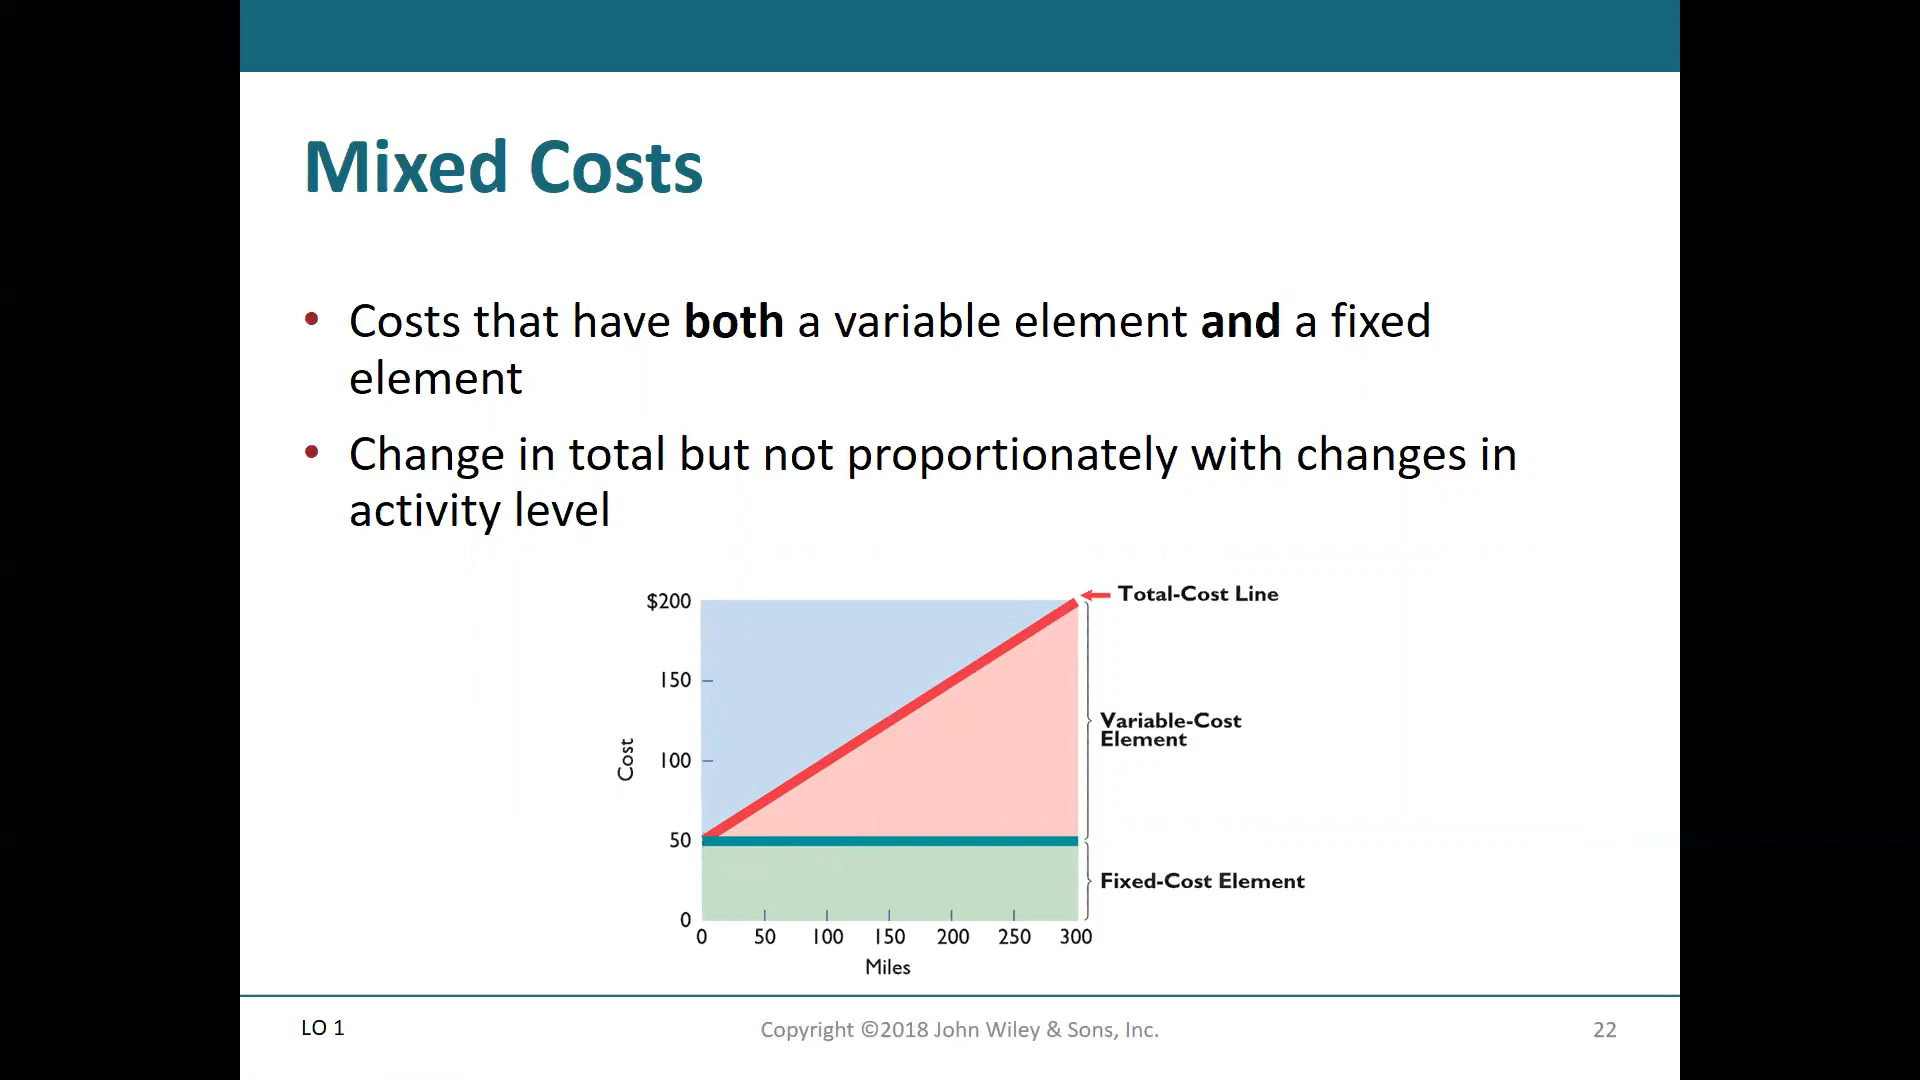 Mixed Costs
• Costs that have both a variable element and a fixed
element
• Change in total but not proportionately with changes in
activity level
Total-Cost Line
$200
150
Variable-Cost
Element
100
Cost
50
Fixed-Cost Element
0
0 50 100 150 200 250 300
Miles
LO 1
Copyright ©2018 John Wiley & Sons, Inc.
22